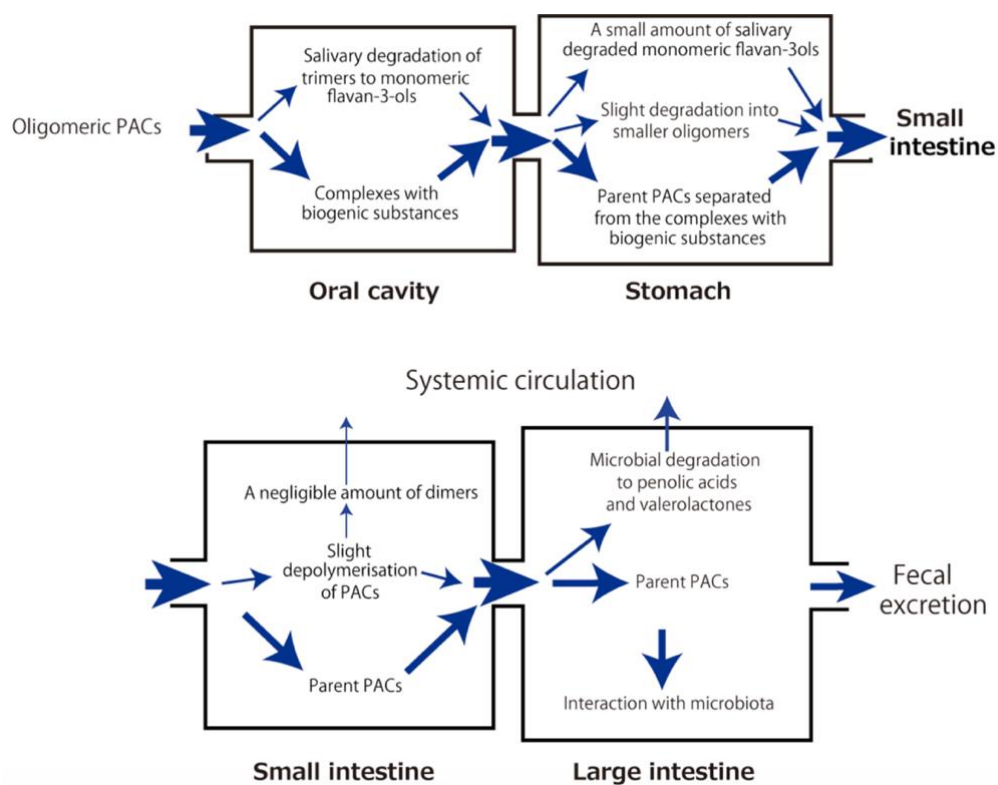 Oligomeric PACs
Salivary degradation of
trimers to monomeric
flavan-3-ols
Complexes with
biogenic substances
Oral cavity
A small amount of salivary
degraded monomeric flavan-3ols
Slight degradation into
smaller oligomers
Parent PACs separated
from the complexes with
biogenic substances
Stomach
Small
intestine
Systemic circulation
A negligible amount of dimers
Slight
depolymerisation
of PACs
Parent PACs
Small intestine
Microbial degradation
to penolic acids
and valerolactones
Parent PACs
Interaction with microbiota
Large intestine
Fecal
excretion